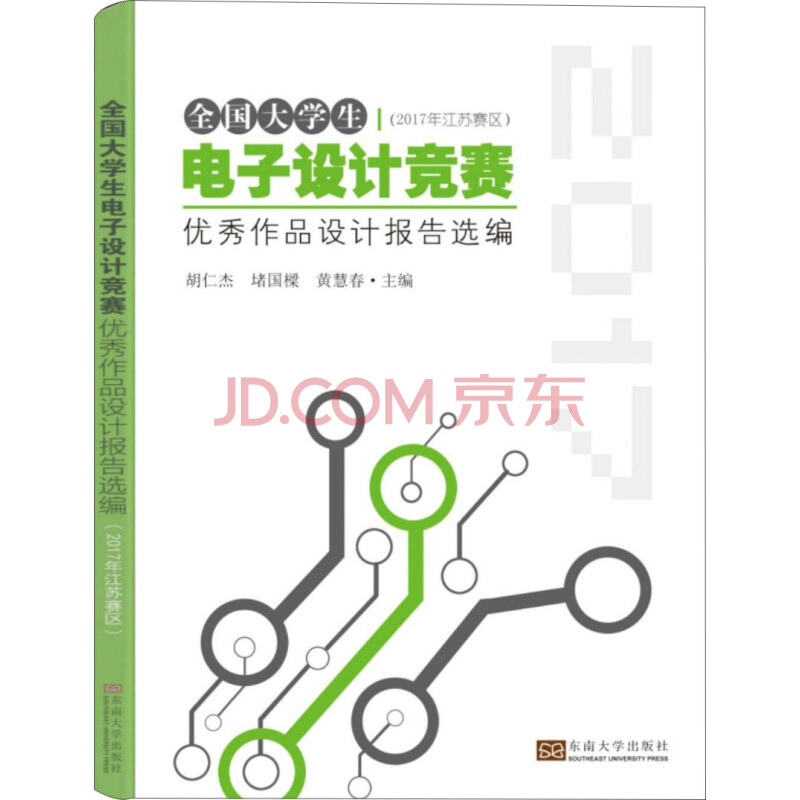 全国大学生
(2017年江苏赛区)
电子设计竞赛
优秀作品设计报告选编
胡仁杰 堵国樑 黄慧春·主编
2017
JD.COM 京东
东南大学出版社
SOUTHEAST UNIVERSITY PRESS
全国大学生电子设计竞赛优秀作品设计报告选编(2017年江苏赛区)
东南大学出版社
SOUTHEAST UNIVERSITY PRESS